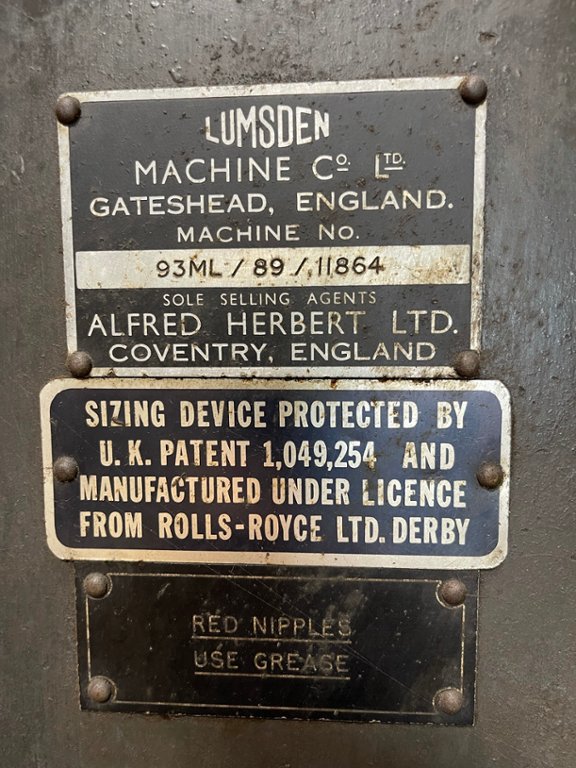 LUMSDEN
MACHINE Co. LTD.
GATESHEAD, ENGLAND.
MACHINE No.
93ML / 89 / 11864
SOLE SELLING AGENTS
ALFRED HERBERT LTD.
COVENTRY, ENGLAND
SIZING DEVICE PROTECTED BY
U. K. PATENT 1,049,254 AND
MANUFACTURED UNDER LICENCE
FROM ROLLS-ROYCE LTD. DERBY
RED NIPPLES
USE GREASE